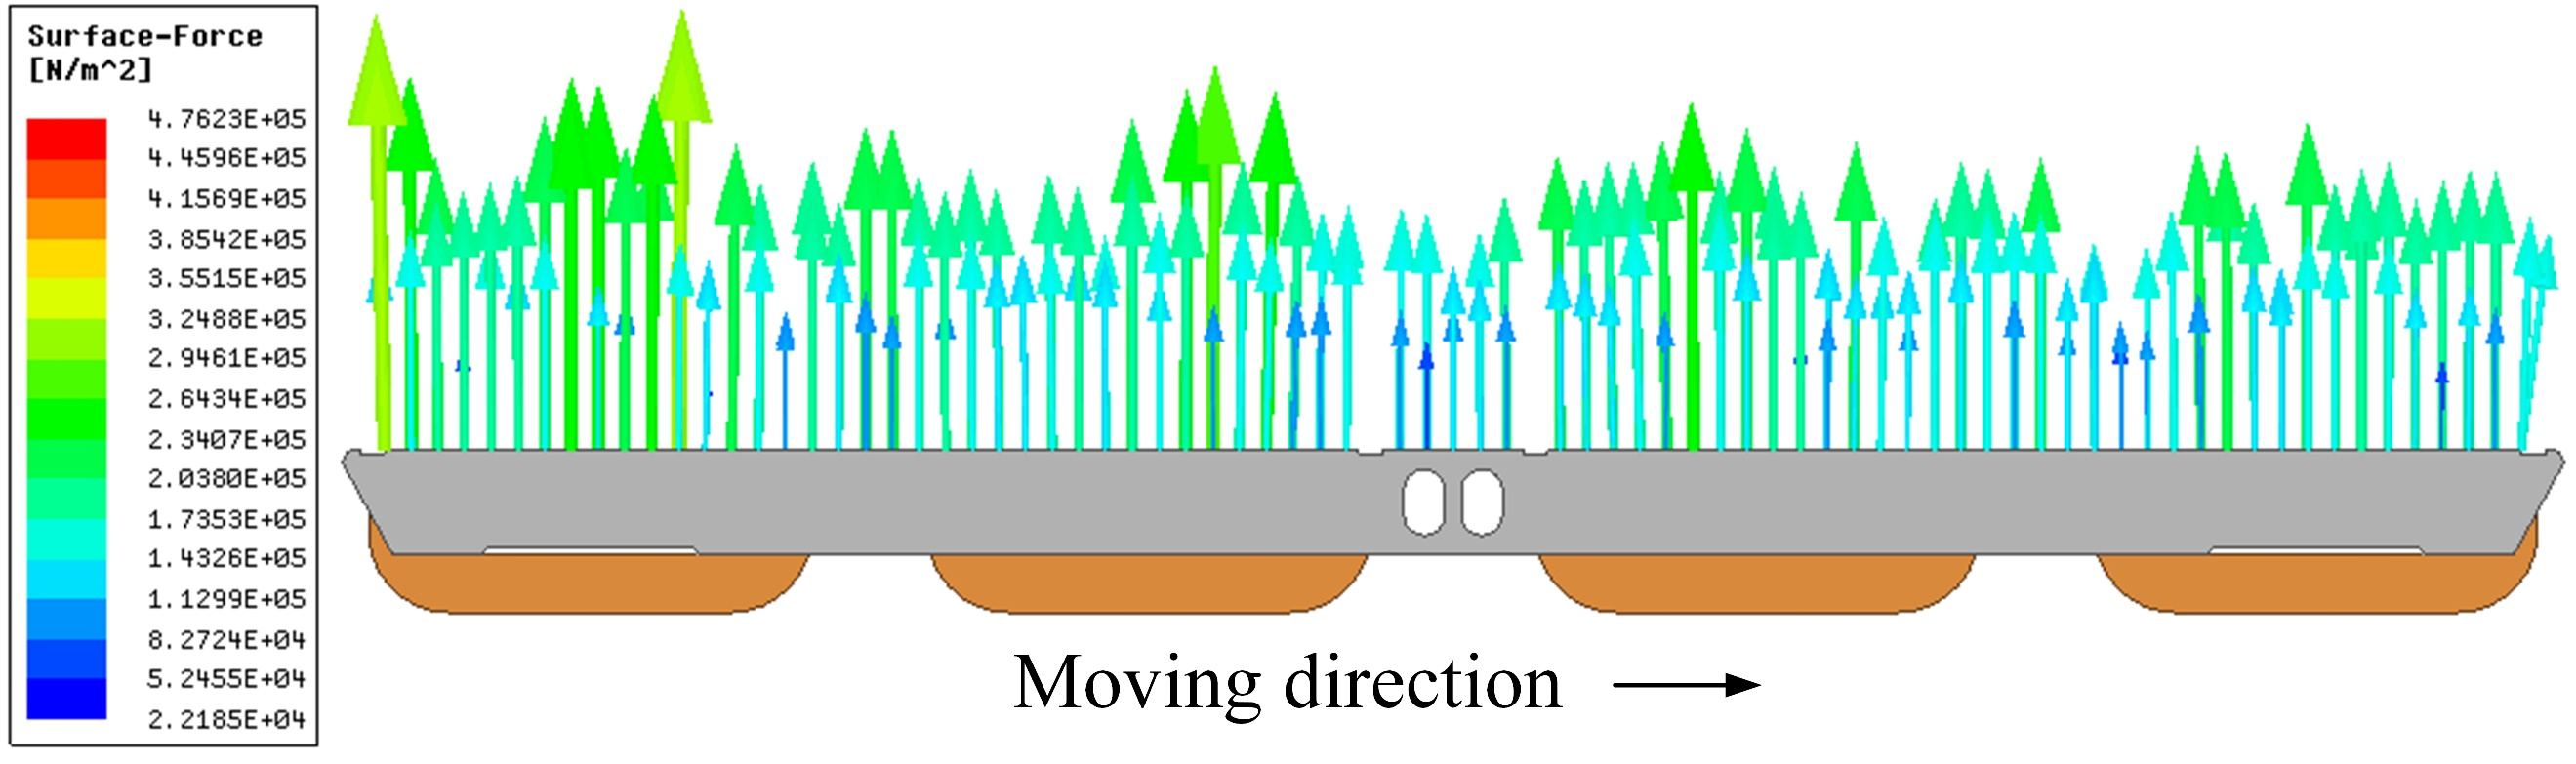 Surface-Force
[N/m^2]
4.7623E+05
4.4596E+05
4.1569E+05
3.8542E+05
3.5515E+05
3.2488E+05
2.9461E+05
2.6434E+05
2.3407E+05
2.0380E+05
1.7353E+05
1.4326E+05
1.1299E+05
8.2724E+04
5.2455E+04
2.2185E+04
Moving direction